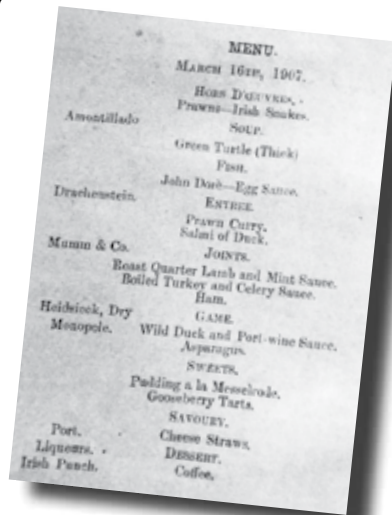 MENU.
MARCH 16TH, 1907.
HORS D'ŒUVRES.
Prawns—Irish Snakes.
Amontillado
SOUP.
Green Turtle (Thick)
FISH.
John Doré—Egg Sauce.
Drachenstein.
ENTREE.
Prawn Curry.
Salmi of Duck.
Mumm & Co.
JOINTS.
Roast Quarter Lamb and Mint Sauce.
Boiled Turkey and Celery Sauce.
Ham.
Heidsieck, Dry
GAME.
Monopole.
Wild Duck and Port-wine Sauce.
Asparagus.
SWEETS.
Pudding a la Messelrode.
Gooseberry Tarts.
SAVOURY.
Port.
Cheese Straws.
Liqueurs.
DESSERT.
Irish Punch.
Coffee.